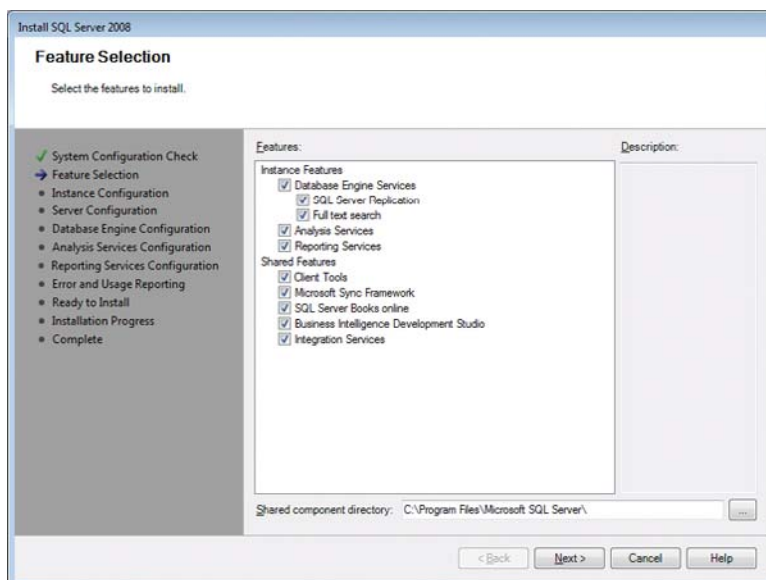 Install SQL Server 2008
Feature Selection
Select the features to install.
System Configuration Check
Feature Selection
Instance Configuration
Server Configuration
Database Engine Configuration
Analysis Services Configuration
Reporting Services Configuration
Error and Usage Reporting
Ready to Install
Installation Progress
Complete
Features:
Instance Features
Database Engine Services
SQL Server Replication
Full text search
Analysis Services
Reporting Services
Shared Features
Client Tools
Microsoft Sync Framework
SQL Server Books online
Business Intelligence Development Studio
Integration Services
Description:
Shared component directory: C:\Program Files\Microsoft SQL Server\ ...
< Back Next > Cancel Help